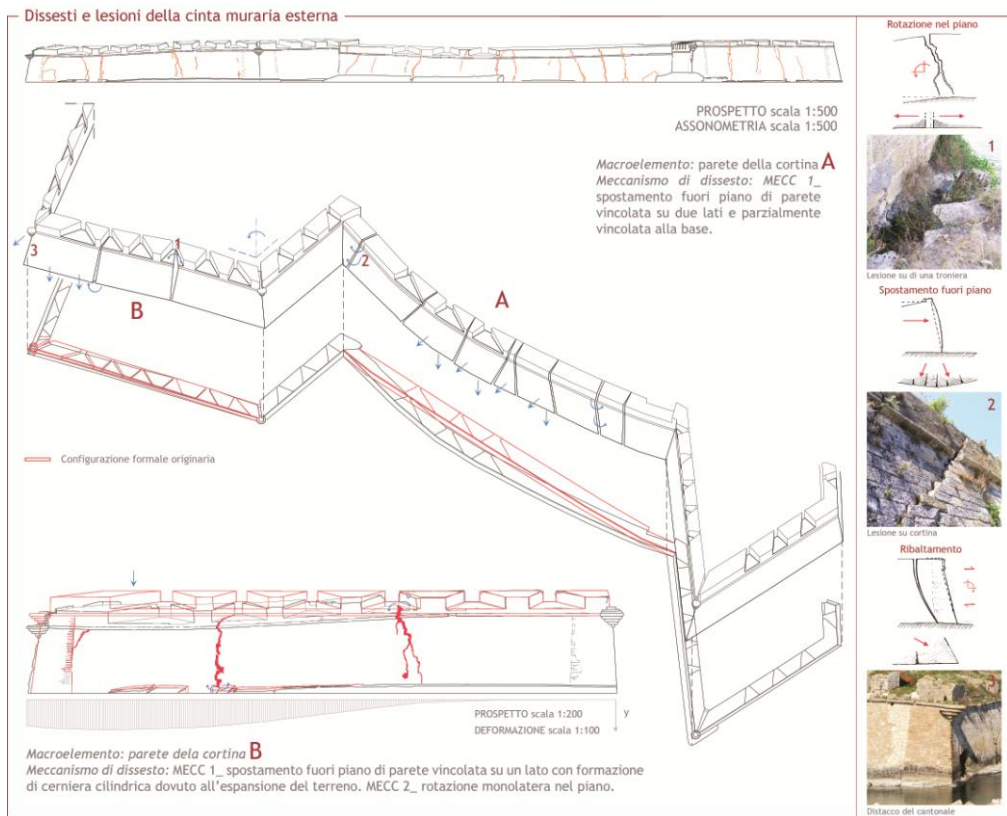 Dissesti e lesioni della cinta muraria esterna
PROSPETTO scala 1:500
ASSONOMETRIA scala 1:500
Macroelemento: parete della cortina A
Meccanismo di dissesto: MECC 1_
spostamento fuori piano di parete
vincolata su due lati e parzialmente
vincolata alla base.
3
1
2
A
B
Configurazione formale originaria
PROSPETTO scala 1:200
DEFORMAZIONE scala 1:100
y
Macroelemento: parete dela cortina B
Meccanismo di dissesto: MECC 1_ spostamento fuori piano di parete vincolata su un lato con formazione
di cerniera cilindrica dovuto all'espansione del terreno. MECC 2_ rotazione monolatera nel piano.
Rotazione nel piano
1
Lesione su di una troniera
Spostamento fuori piano
2
Lesione su cortina
Ribaltamento
3
Distacco del cantonale